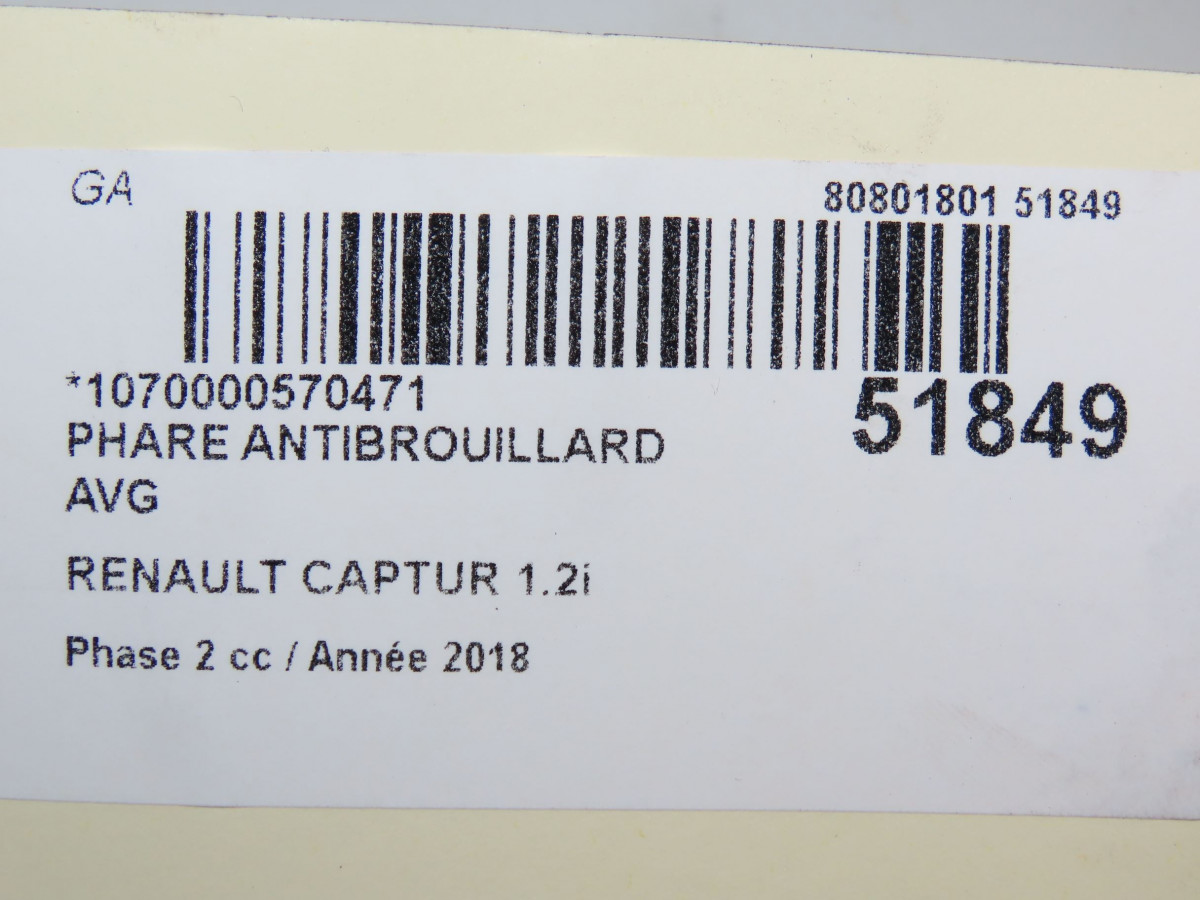 GA
80801801 51849
*1070000570471
51849
PHARE ANTIBROUILLARD
AVG
RENAULT CAPTUR 1.2i
Phase 2 cc / Année 2018